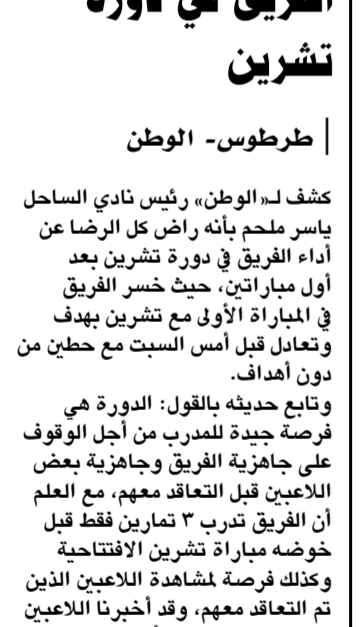 الفريق في دورة
تشرين
طرطوس- الوطن
كشف لـ«الوطن» رئيس نادي الساحل
ياسر ملحم بأنه راض كل الرضا عن
أداء الفريق في دورة تشرين بعد
أول مباراتين، حيث خسر الفريق
في المباراة الأولى مع تشرين بهدف
وتعادل قبل أمس السبت مع حطين من
دون أهداف.
وتابع حديثه بالقول: الدورة هي
فرصة جيدة للمدرب من أجل الوقوف
على جاهزية الفريق وجاهزية بعض
اللاعبين قبل التعاقد معهم، مع العلم
أن الفريق تدرب ٣ تمارين فقط قبل
خوضه مباراة تشرين الافتتاحية
وكذلك فرصة لمشاهدة اللاعبين الذين
تم التعاقد معهم، وقد أخبرنا اللاعبين